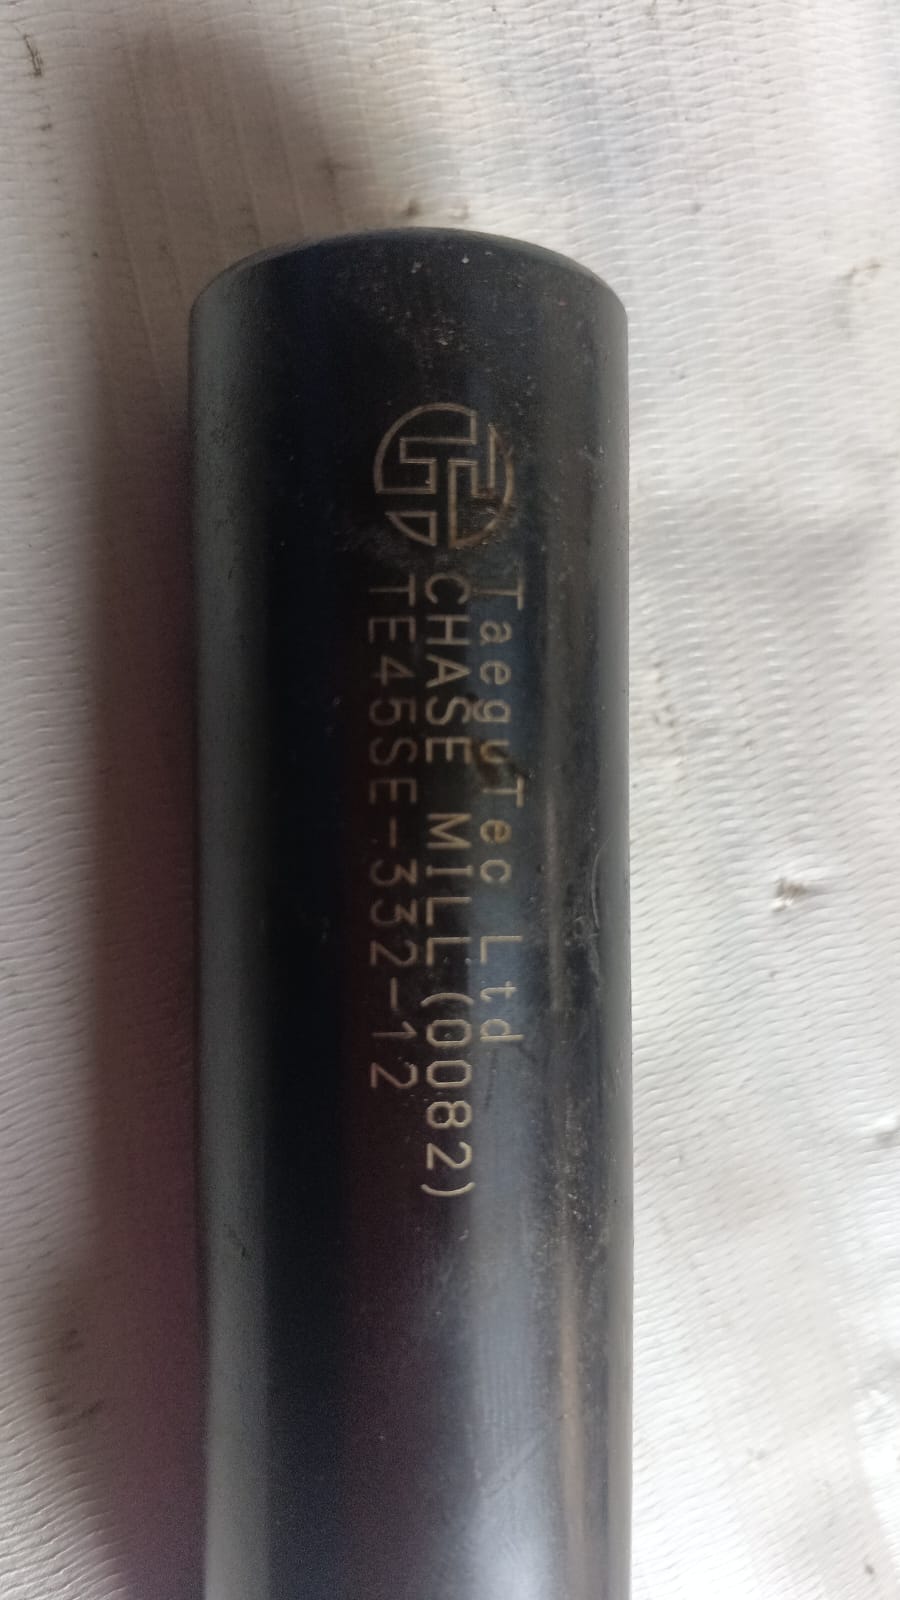 TaeguTec Ltd
CHASE MILL(0082)
TE45SE-332-12